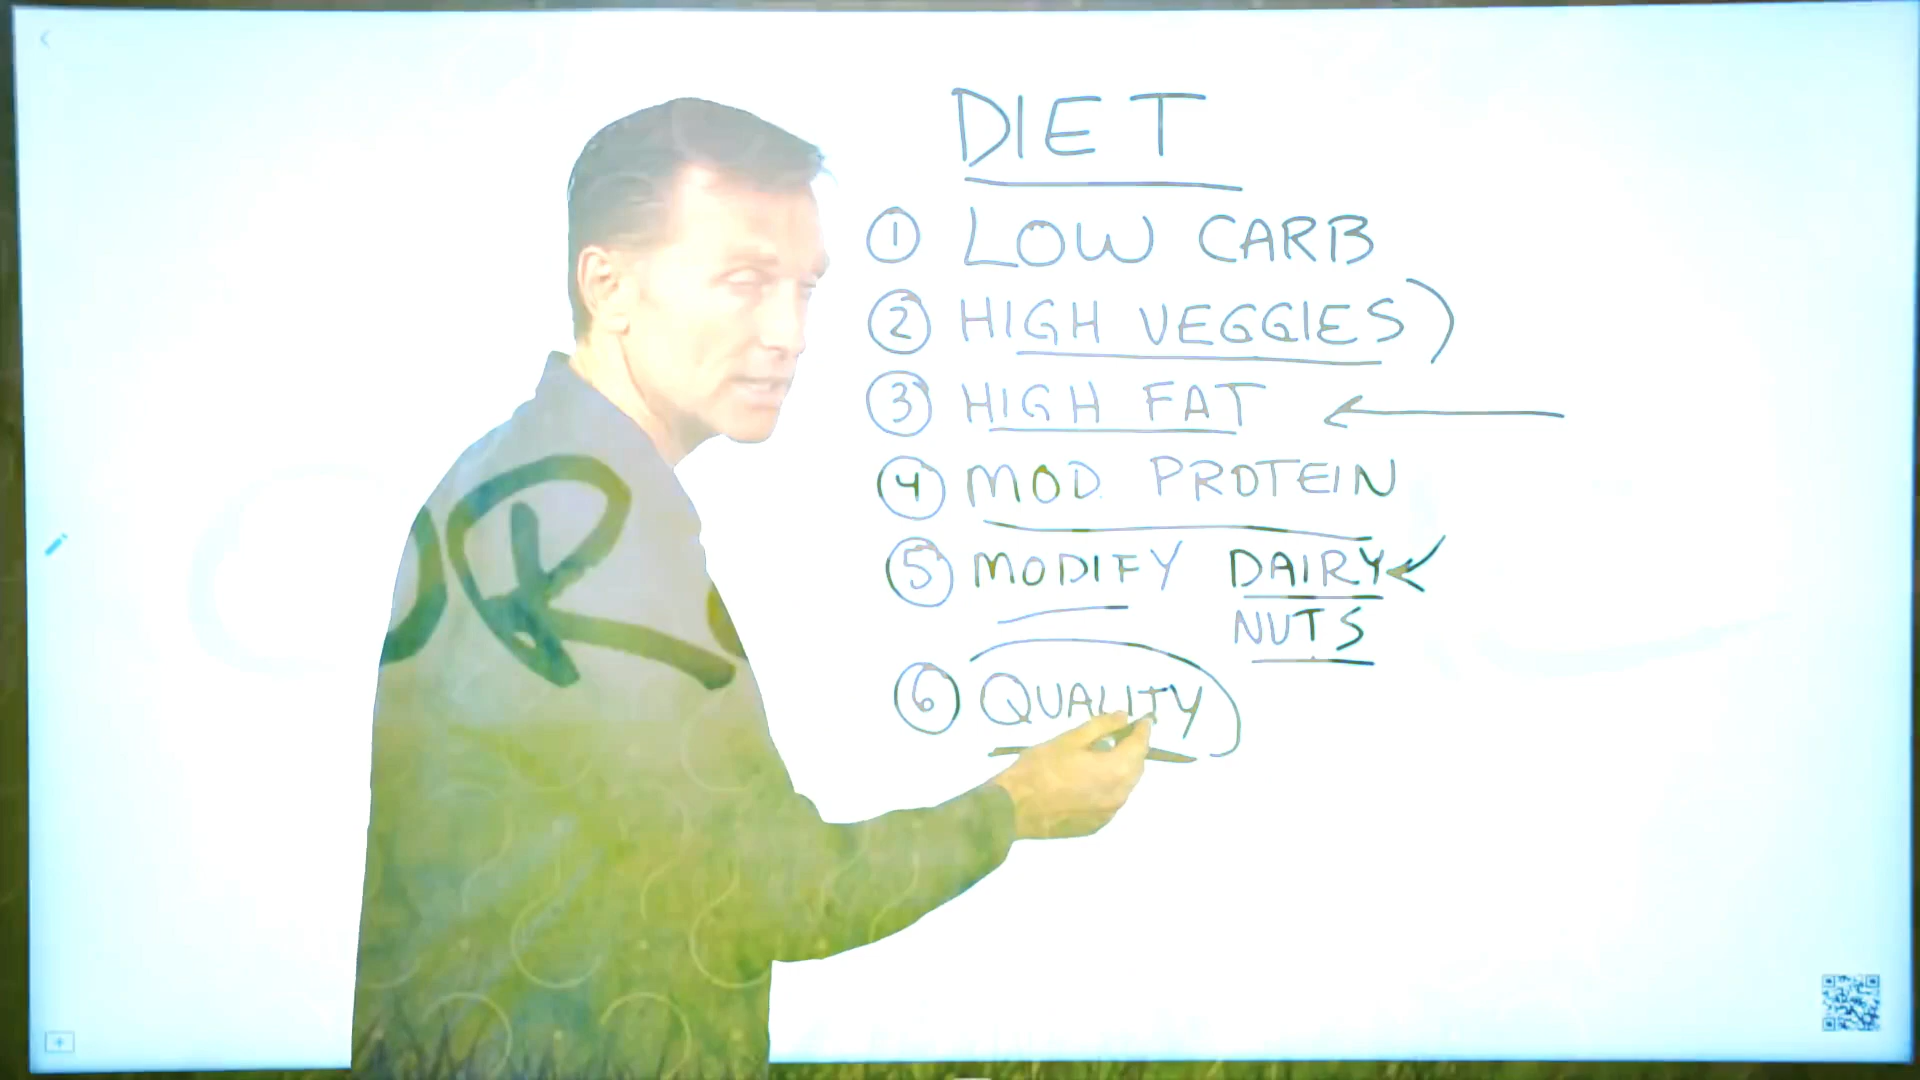 DIET
① LOW CARB
② HIGH VEGGIES)
③ HIGH FAT ←
④ MOD. PROTEIN
⑤ MODIFY DAIRY
NUTS
⑥ QUALITY